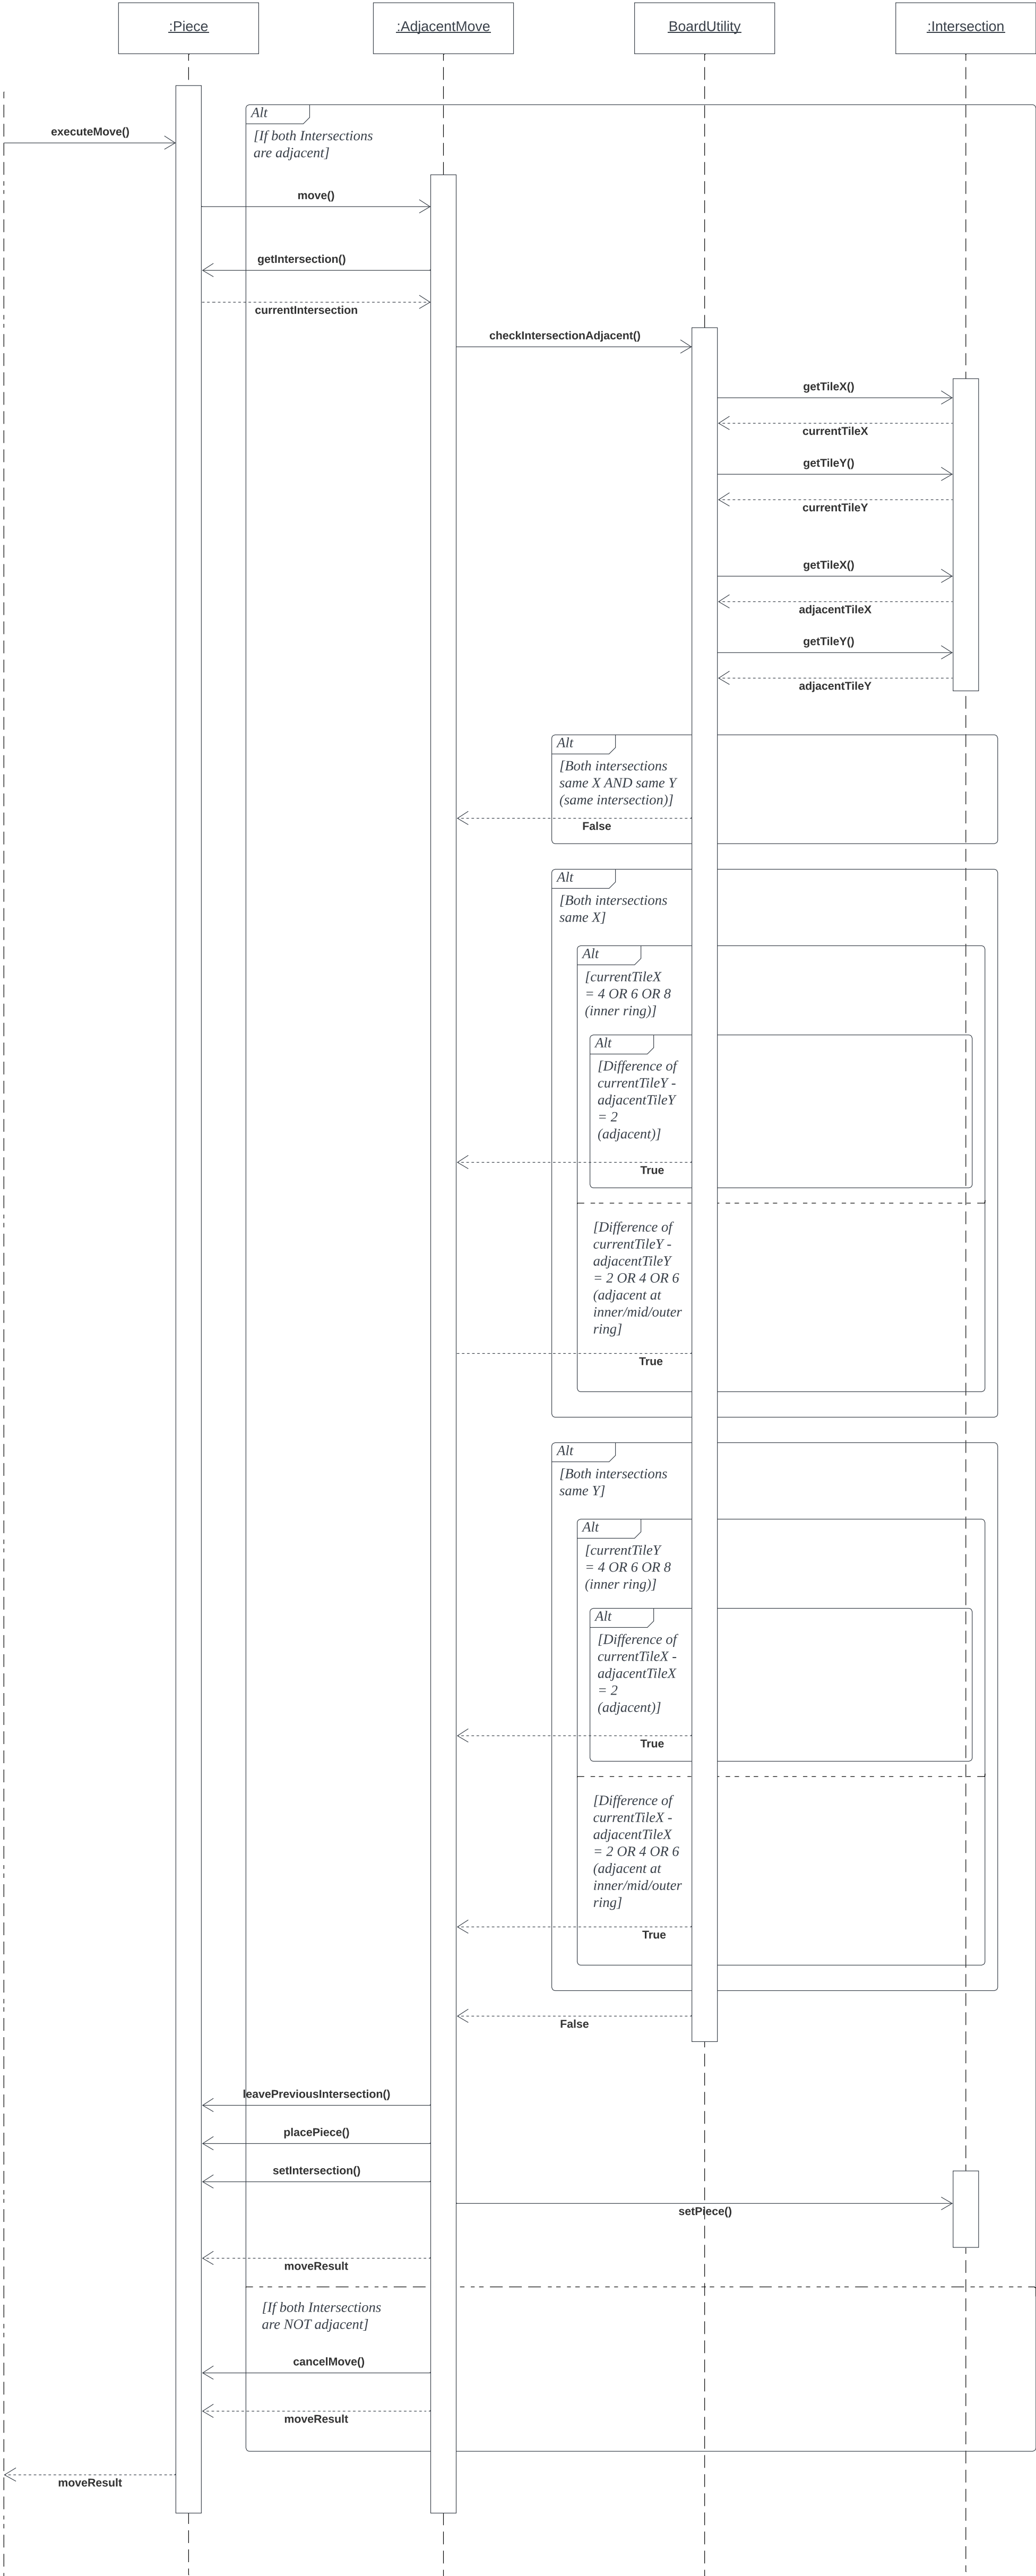 :Piece
:AdjacentMove
BoardUtility
:Intersection
Alt
executeMove()
[If both Intersections
are adjacent]
move()
getIntersection()
currentIntersection
checkIntersectionAdjacent()
getTileX()
currentTileX
getTileY()
currentTileY
getTileX()
adjacentTileX
getTileY()
adjacentTileY
Alt
[Both intersections
same X AND same Y
(same intersection)]
False
Alt
[Both intersections
same X]
Alt
[currentTileX
= 4 OR 6 OR 8
(inner ring)]
Alt
[Difference of
currentTileY -
adjacentTileY
= 2
(adjacent)]
True
[Difference of
currentTileY -
adjacentTileY
= 2 OR 4 OR 6
(adjacent at
inner/mid/outer
ring]
True
Alt
[Both intersections
same Y]
Alt
[currentTileY
= 4 OR 6 OR 8
(inner ring)]
Alt
[Difference of
currentTileX -
adjacentTileX
= 2
(adjacent)]
True
[Difference of
currentTileX -
adjacentTileX
= 2 OR 4 OR 6
(adjacent at
inner/mid/outer
ring]
True
False
leavePreviousIntersection()
placePiece()
setIntersection()
setPiece()
moveResult
[If both Intersections
are NOT adjacent]
cancelMove()
moveResult
moveResult